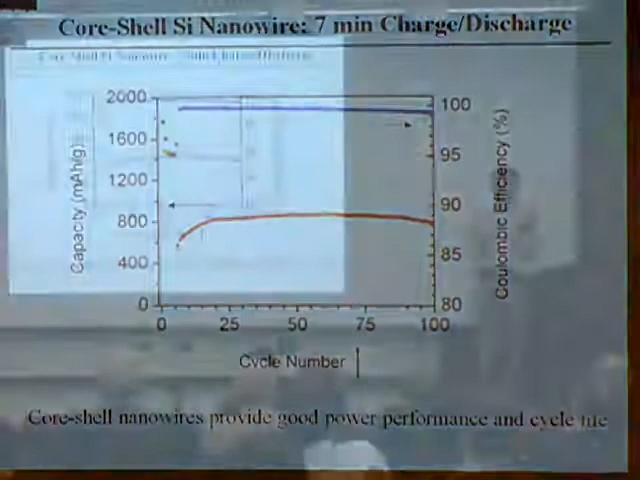 Core-Shell Si Nanowire: 7 min Charge/Discharge
2000
1600
1200
800
400
0
Capacity (mAh/g)
100
95
90
85
80
Coulombic Efficiency (%)
0 25 50 75 100
Cycle Number
Core-shell nanowires provide good power performance and cycle life